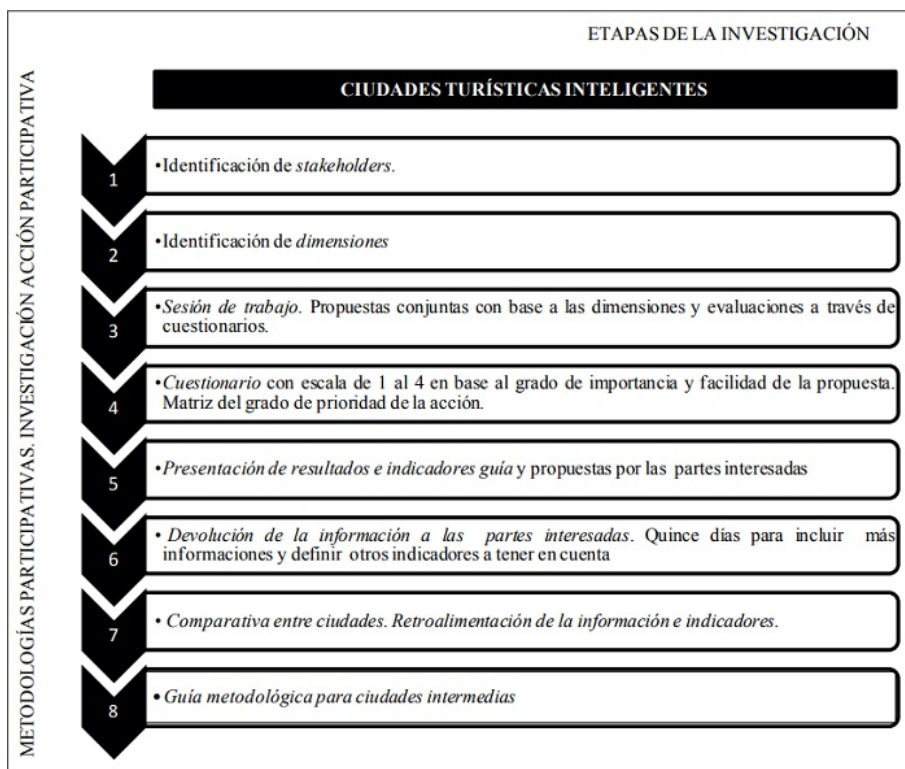 ETAPAS DE LA INVESTIGACIÓN
METODOLOGÍAS PARTICIPATIVAS. INVESTIGACIÓN ACCIÓN PARTICIPATIVA
CIUDADES TURÍSTICAS INTELIGENTES
1
•Identificación de stakeholders.
2
•Identificación de dimensiones
3
•Sesión de trabajo. Propuestas conjuntas con base a las dimensiones y evaluaciones a través de
cuestionarios.
4
•Cuestionario con escala de 1 al 4 en base al grado de importancia y facilidad de la propuesta.
Matriz del grado de prioridad de la acción.
5
•Presentación de resultados e indicadores guía y propuestas por las partes interesadas
6
• Devolución de la información a las partes interesadas. Quince días para incluir más
informaciones y definir otros indicadores a tener en cuenta
7
• Comparativa entre ciudades. Retroalimentación de la información e indicadores.
8
• Guía metodológica para ciudades intermedias